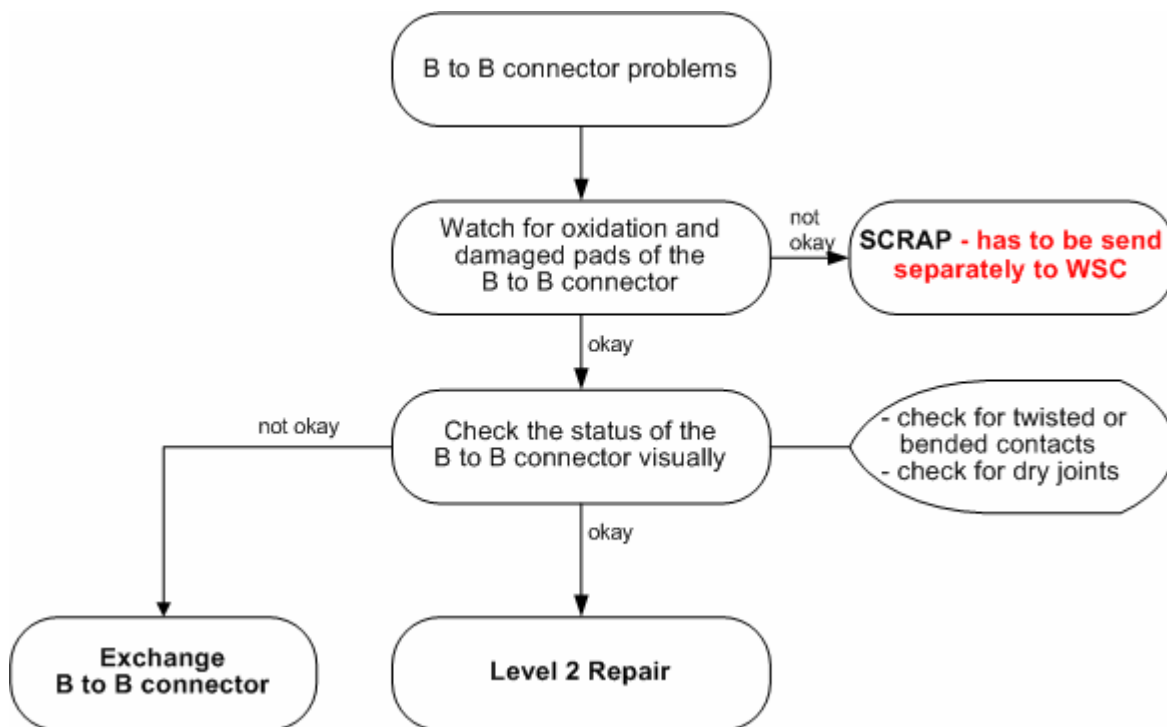 B to B connector problems
Watch for oxidation and
damaged pads of the
B to B connector
not
okay
SCRAP - has to be send
separately to WSC
okay
Check the status of the
B to B connector visually
not okay
- check for twisted or
bended contacts
- check for dry joints
okay
Exchange
B to B connector
Level 2 Repair